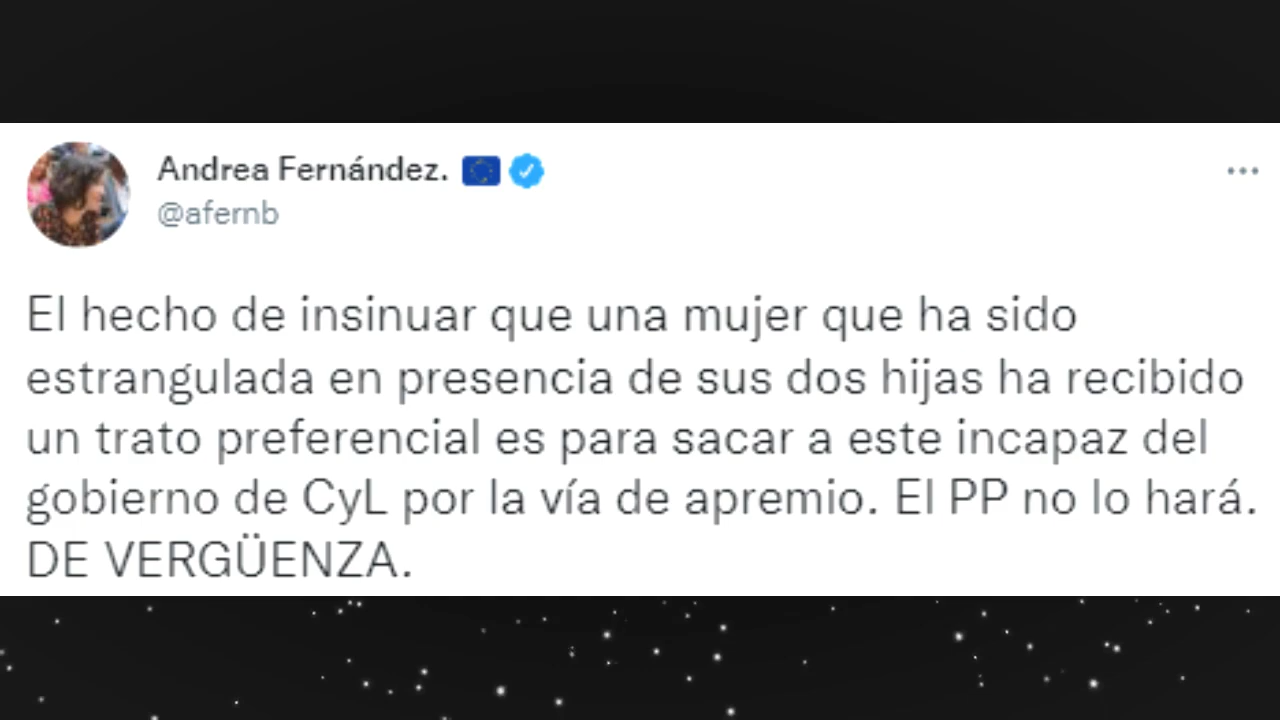 Andrea Fernández.
@afernb
El hecho de insinuar que una mujer que ha sido
estrangulada en presencia de sus dos hijas ha recibido
un trato preferencial es para sacar a este incapaz del
gobierno de CyL por la vía de apremio. El PP no lo hará.
DE VERGÜENZA.